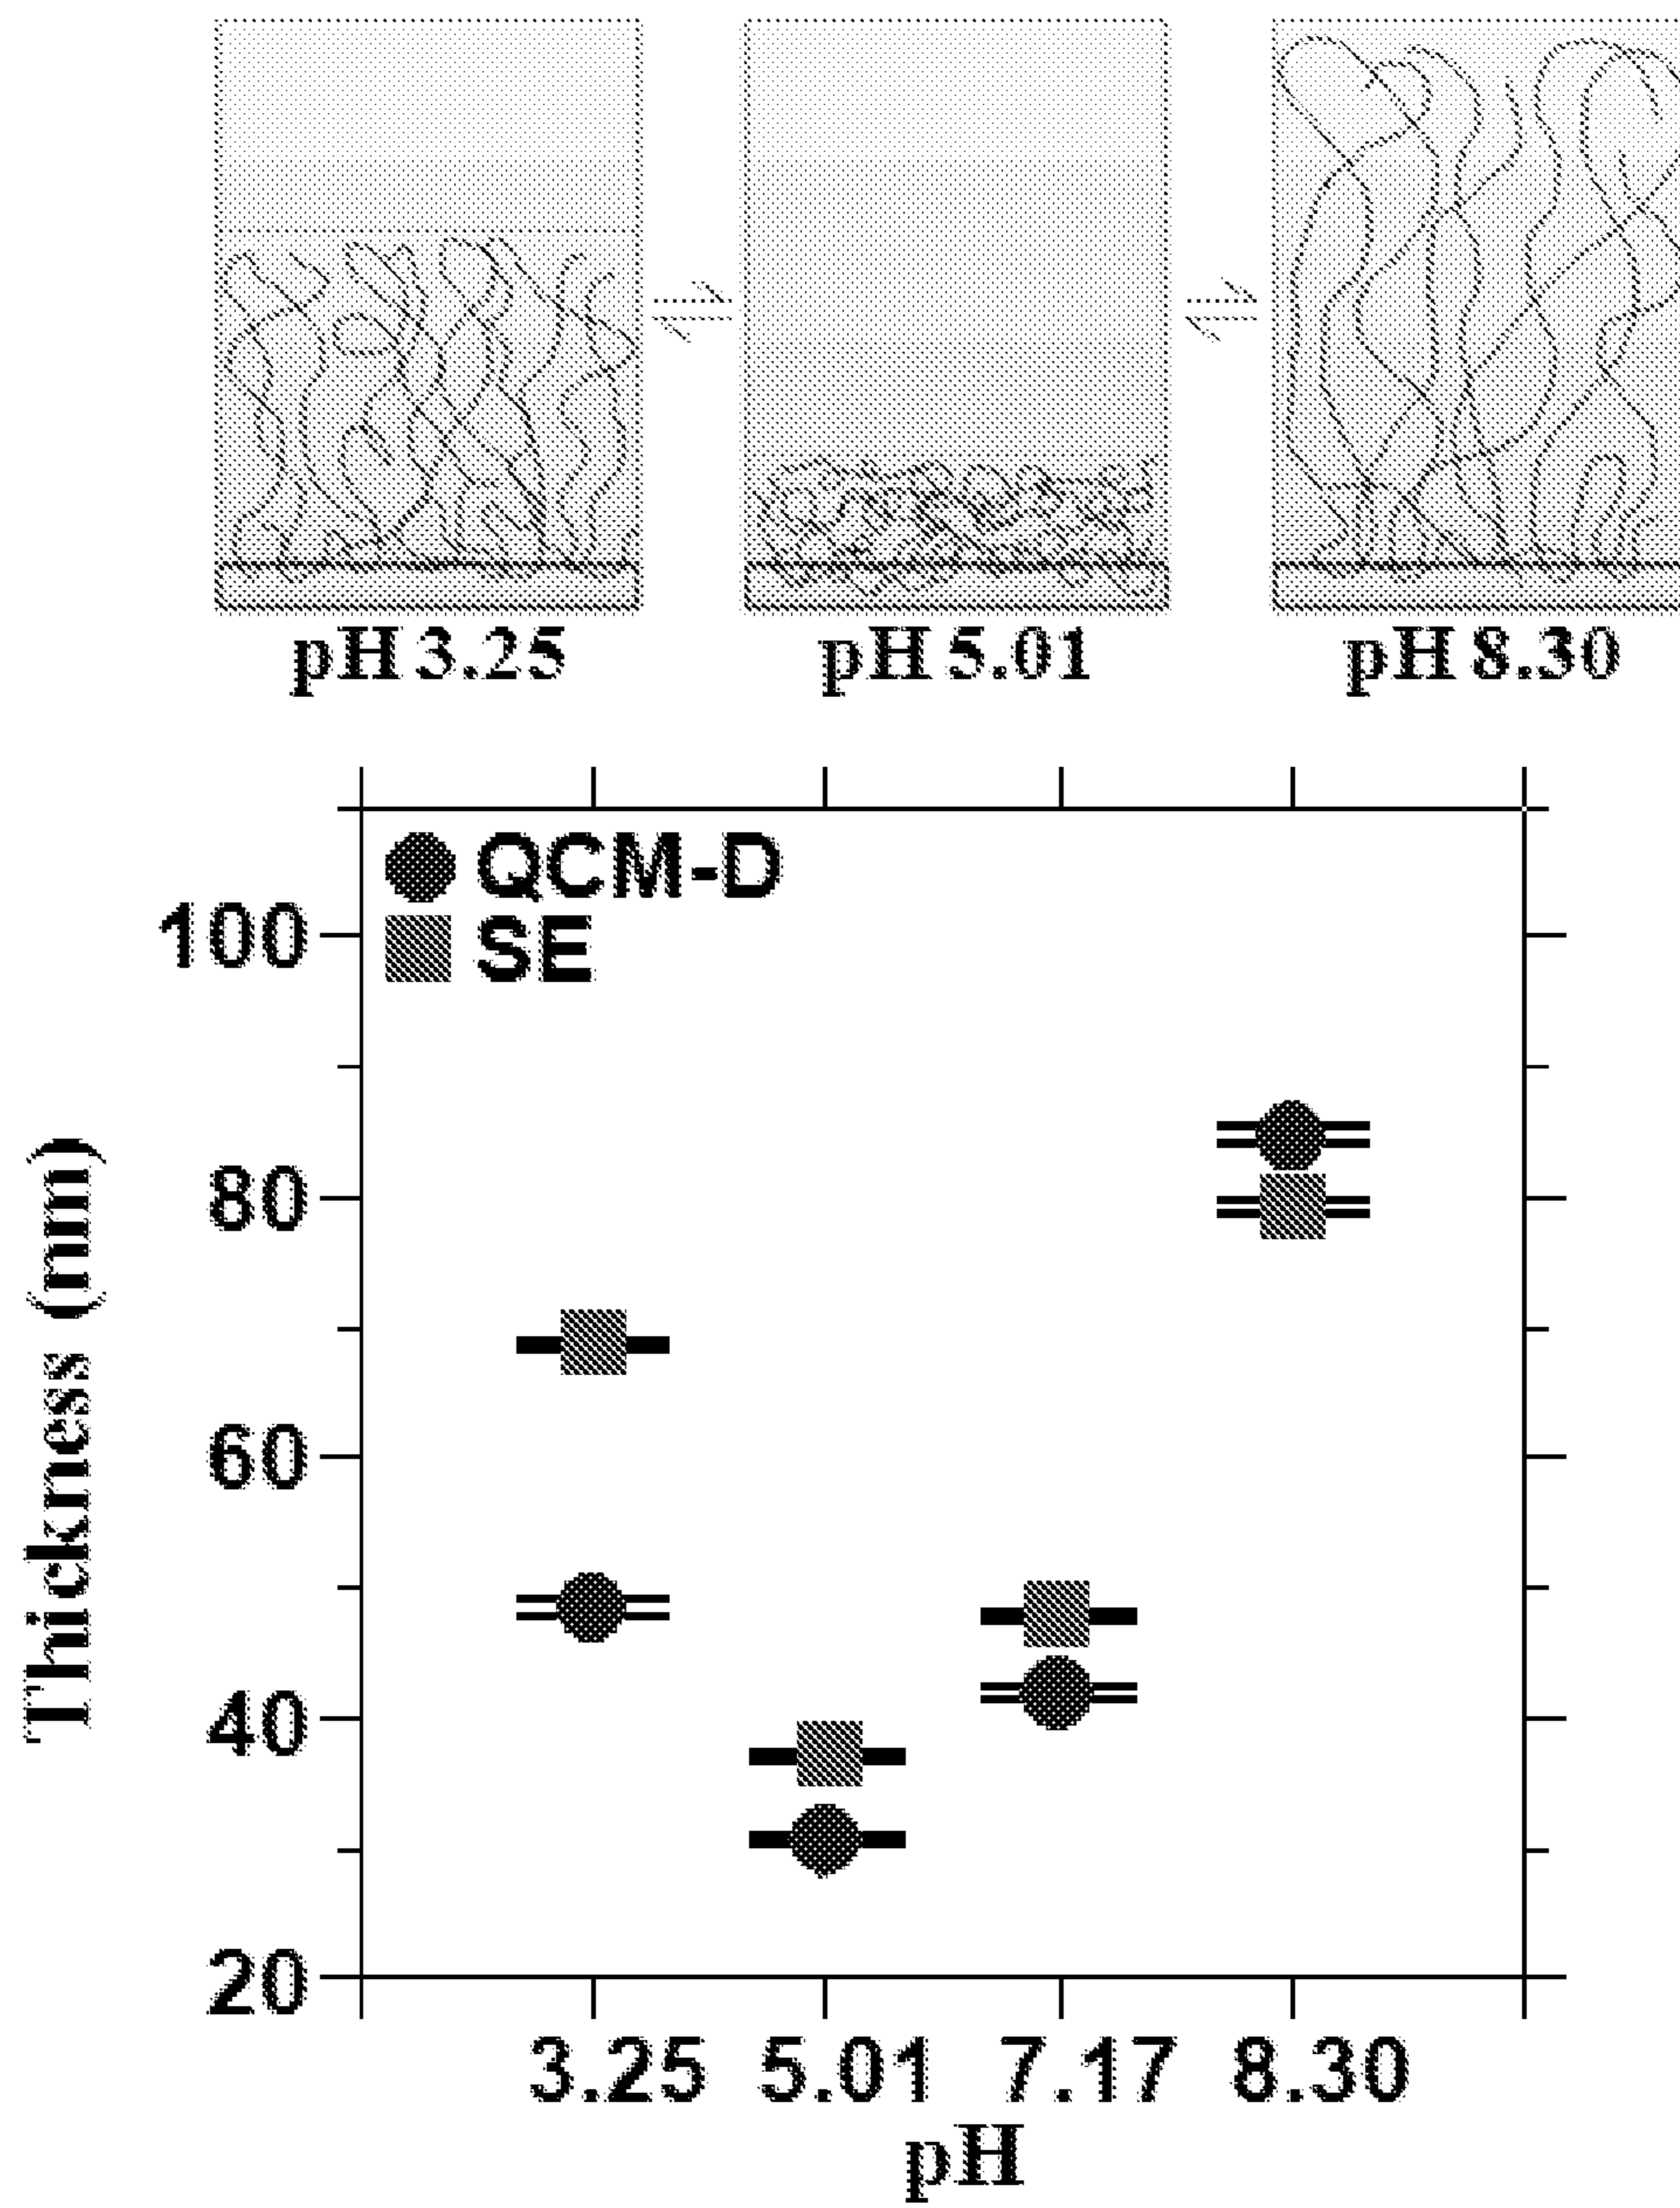 pH 3.25 pH 5.01 pH 8.30
QCM-D
SE
100
80
60
40
20
Thickness (nm)
3.25 5.01 7.17 8.30
pH